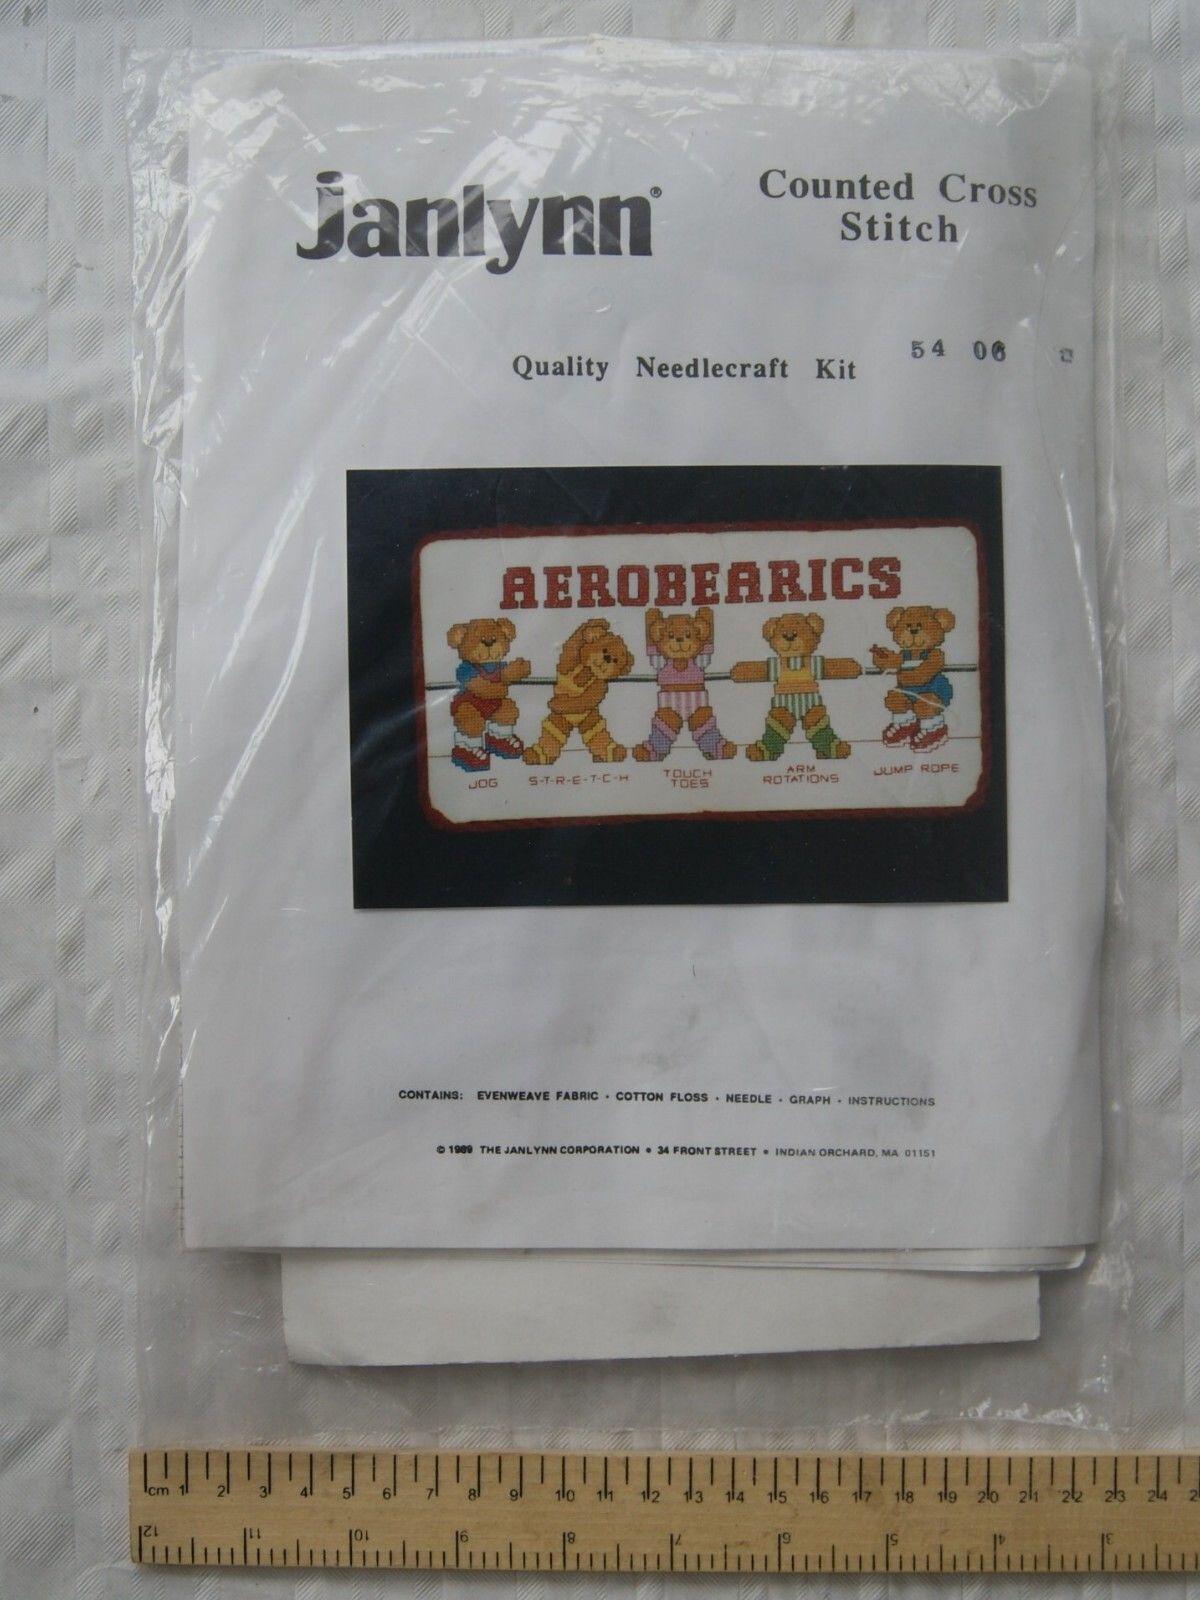 janlynn®
Counted Cross
Stitch
Quality Needlecraft Kit
54 06
AEROBEARICS
JOG
S-T-R-E-T-C-H
TOUCH
TOES
ARM
ROTATIONS
JUMP ROPE
CONTAINS: EVENWEAVE FABRIC · COTTON FLOSS · NEEDLE · GRAPH · INSTRUCTIONS
© 1989 THE JANLYNN CORPORATION • 34 FRONT STREET • INDIAN ORCHARD, MA 01151
cm 1 2 3 4 5 6 7 8 9 10 11 12 13 14 15 16 17 18 19 20 21 22 23 24
12 11 10 9 8 7 6 5 4 3